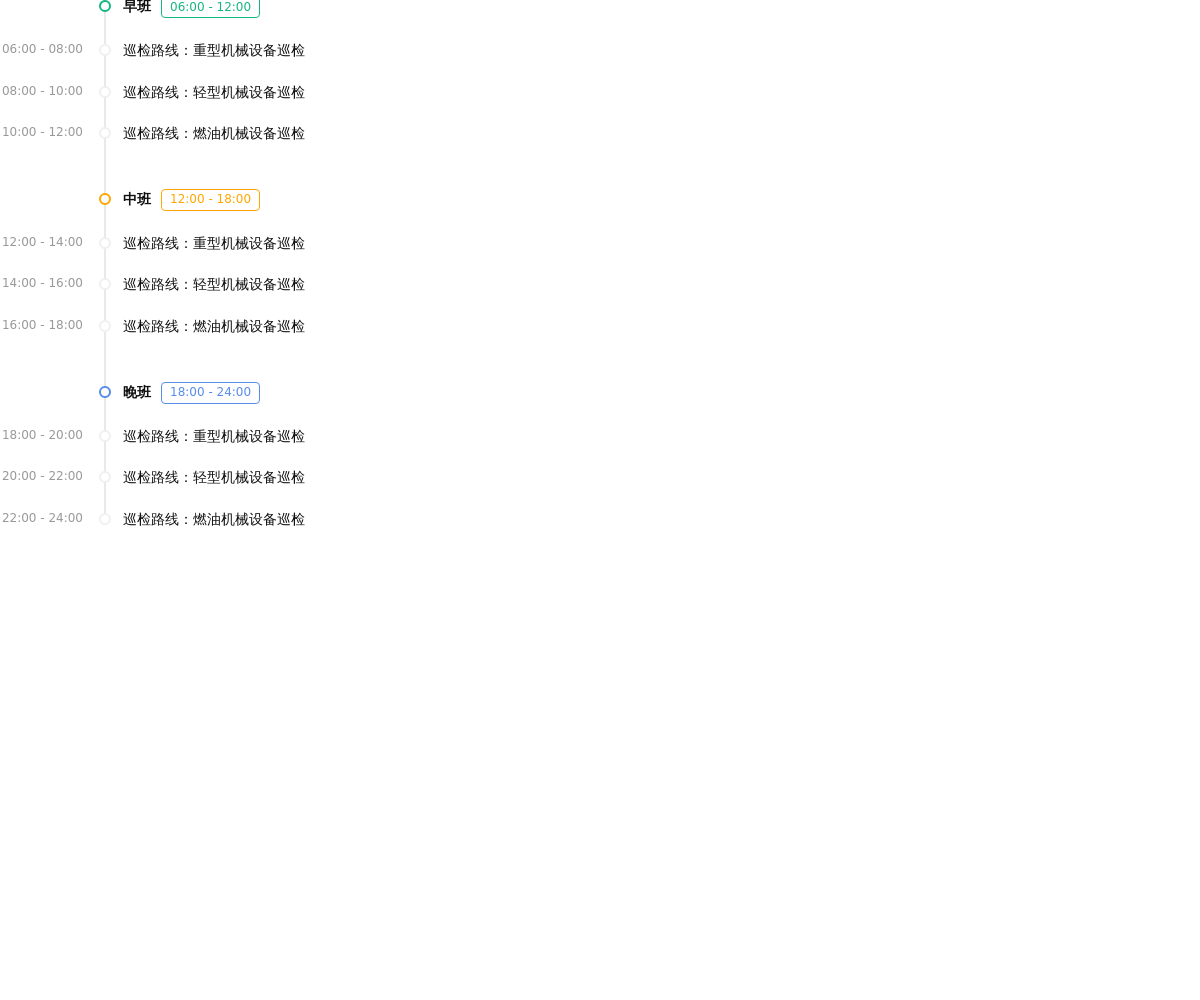 早班 06:00 - 12:00
06:00 - 08:00 巡检路线：重型机械设备巡检
08:00 - 10:00 巡检路线：轻型机械设备巡检
10:00 - 12:00 巡检路线：燃油机械设备巡检
中班 12:00 - 18:00
12:00 - 14:00 巡检路线：重型机械设备巡检
14:00 - 16:00 巡检路线：轻型机械设备巡检
16:00 - 18:00 巡检路线：燃油机械设备巡检
晚班 18:00 - 24:00
18:00 - 20:00 巡检路线：重型机械设备巡检
20:00 - 22:00 巡检路线：轻型机械设备巡检
22:00 - 24:00 巡检路线：燃油机械设备巡检